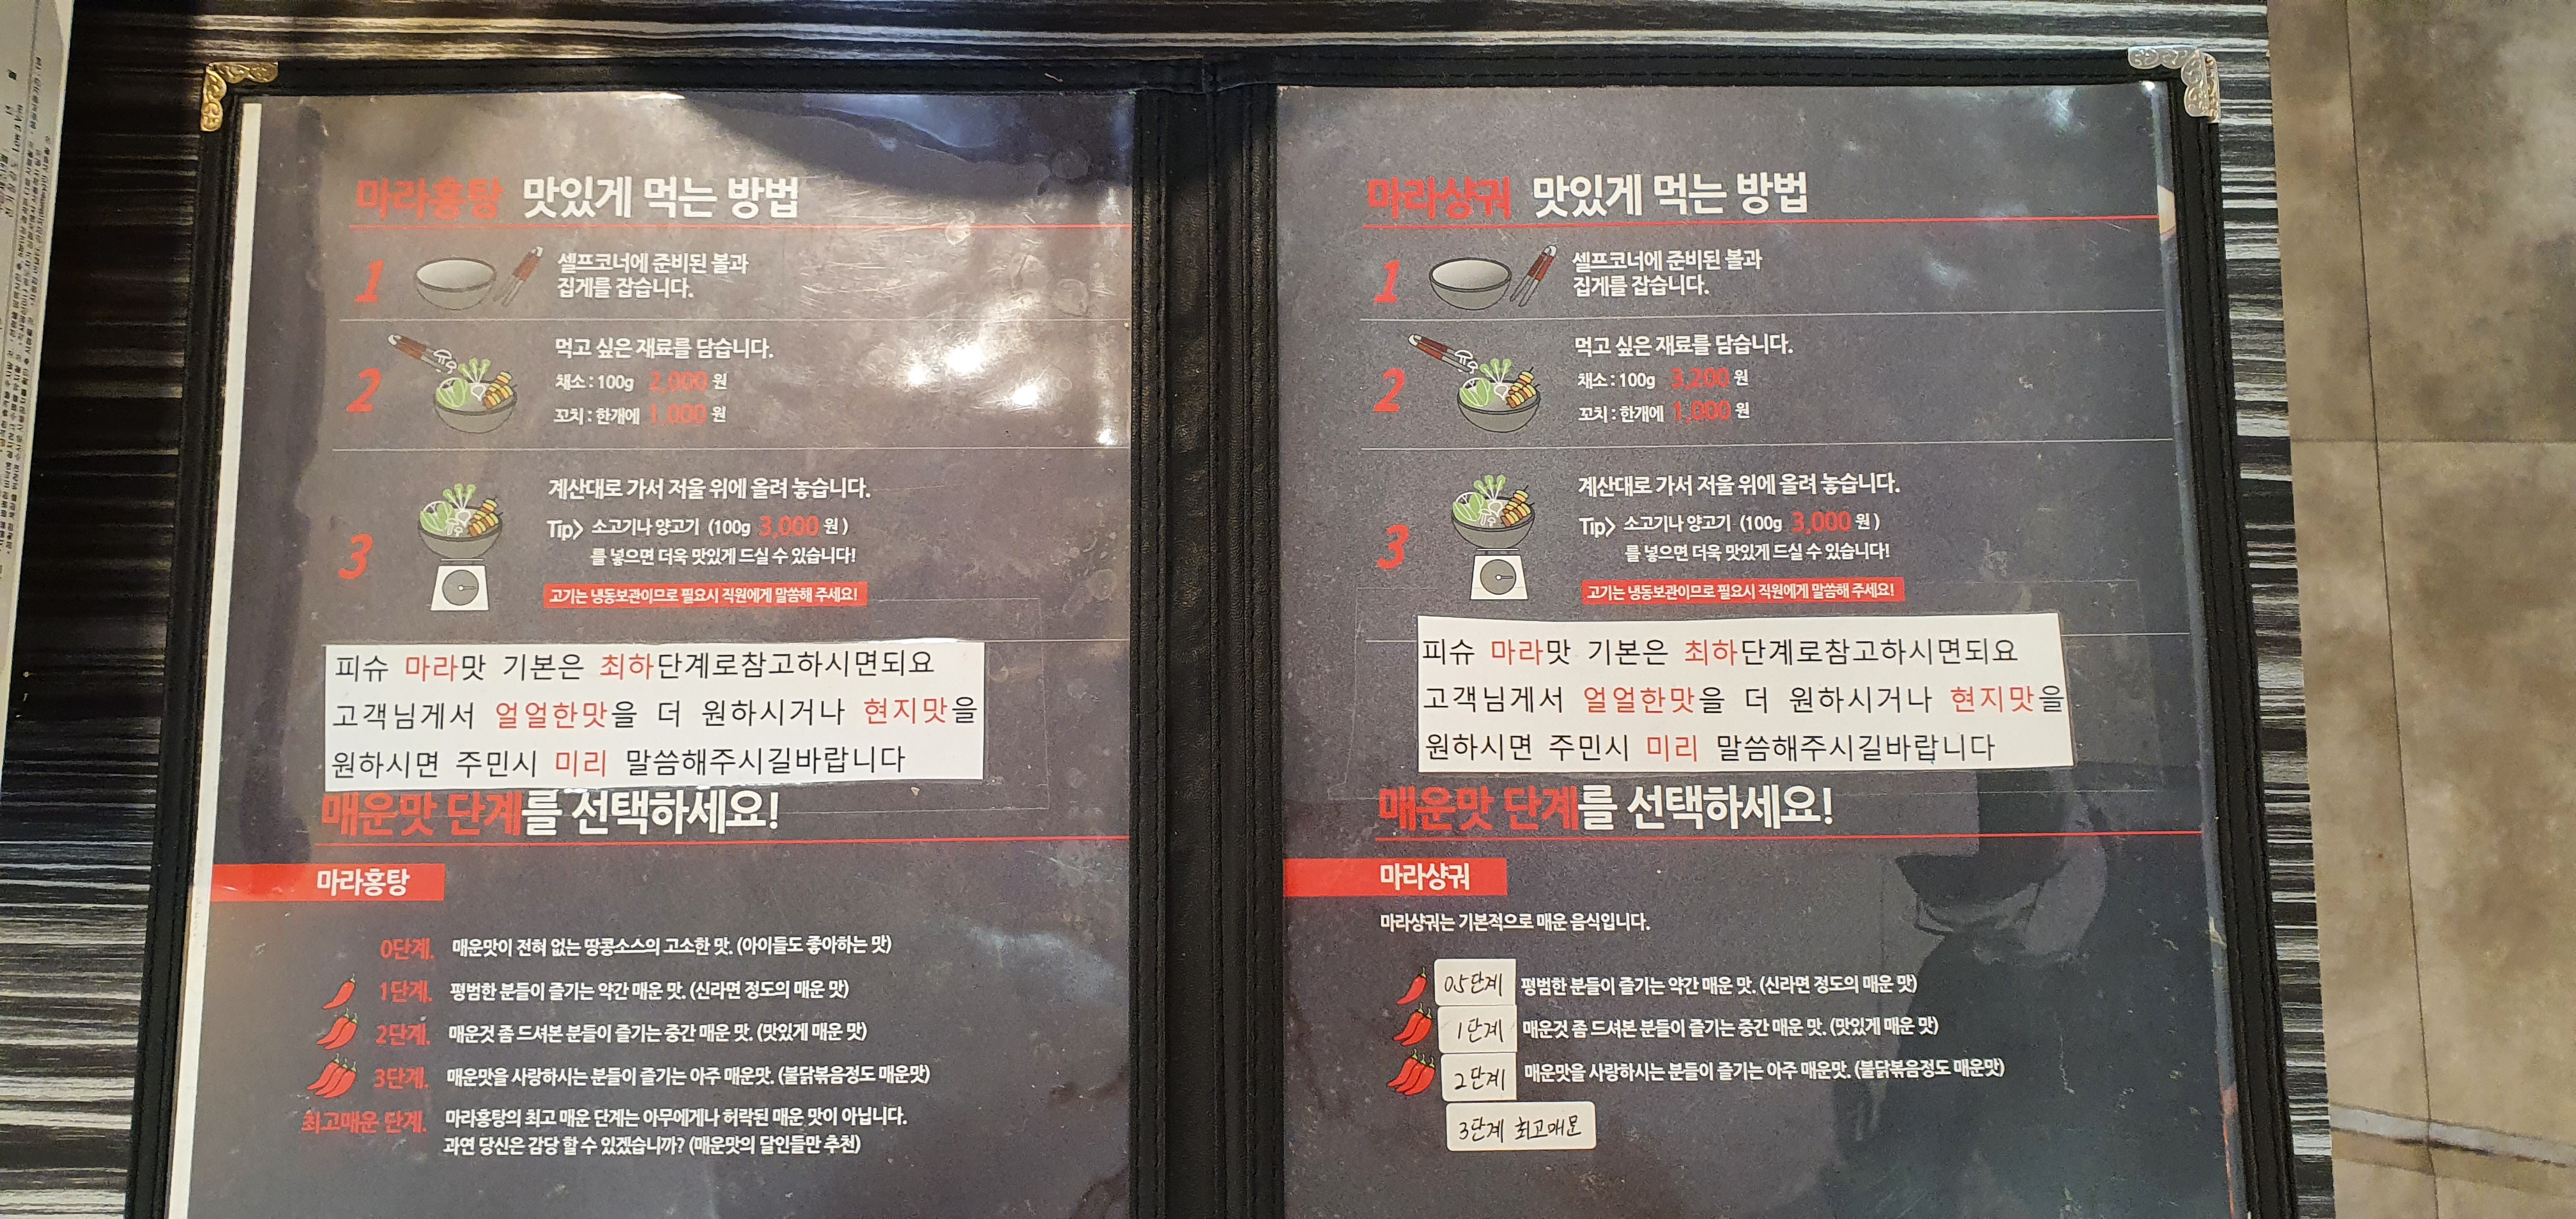 마라홍탕 맛있게 먹는 방법
1
셀프코너에 준비된 볼과
집게를 잡습니다.
2
먹고 싶은 재료를 담습니다.
채소 : 100g 2,000 원
꼬치 : 한개에 1,000 원
3
계산대로 가서 저울 위에 올려 놓습니다.
Tip> 소고기나 양고기 (100g 3,000 원)
를 넣으면 더욱 맛있게 드실 수 있습니다!
고기는 냉동보관이므로 필요시 직원에게 말씀해 주세요!
피슈 마라맛 기본은 최하단계로참고하시면되요
고객님게서 얼얼한맛을 더 원하시거나 현지맛을
원하시면 주민시 미리 말씀해주시길바랍니다
매운맛 단계를 선택하세요!
마라홍탕
0단계. 매운맛이 전혀 없는 땅콩소스의 고소한 맛. (아이들도 좋아하는 맛)
1단계. 평범한 분들이 즐기는 약간 매운 맛. (신라면 정도의 매운 맛)
2단계. 매운것 좀 드셔본 분들이 즐기는 중간 매운 맛. (맛있게 매운 맛)
3단계. 매운맛을 사랑하시는 분들이 즐기는 아주 매운맛. (불닭볶음정도 매운맛)
최고매운 단계. 마라홍탕의 최고 매운 단계는 아무에게나 허락된 매운 맛이 아닙니다.
과연 당신은 감당 할 수 있겠습니까? (매운맛의 달인들만 추천)
마라샹궈 맛있게 먹는 방법
1
셀프코너에 준비된 볼과
집게를 잡습니다.
2
먹고 싶은 재료를 담습니다.
채소 : 100g 3,200 원
꼬치 : 한개에 1,000 원
3
계산대로 가서 저울 위에 올려 놓습니다.
Tip> 소고기나 양고기 (100g 3,000 원)
를 넣으면 더욱 맛있게 드실 수 있습니다!
고기는 냉동보관이므로 필요시 직원에게 말씀해 주세요!
피슈 마라맛 기본은 최하단계로참고하시면되요
고객님게서 얼얼한맛을 더 원하시거나 현지맛을
원하시면 주민시 미리 말씀해주시길바랍니다
매운맛 단계를 선택하세요!
마라샹궈
마라샹궈는 기본적으로 매운 음식입니다.
0.5단계 평범한 분들이 즐기는 약간 매운 맛. (신라면 정도의 매운 맛)
1단계 매운것 좀 드셔본 분들이 즐기는 중간 매운 맛. (맛있게 매운 맛)
2단계 매운맛을 사랑하시는 분들이 즐기는 아주 매운맛. (불닭볶음정도 매운맛)
3단계 최고매운